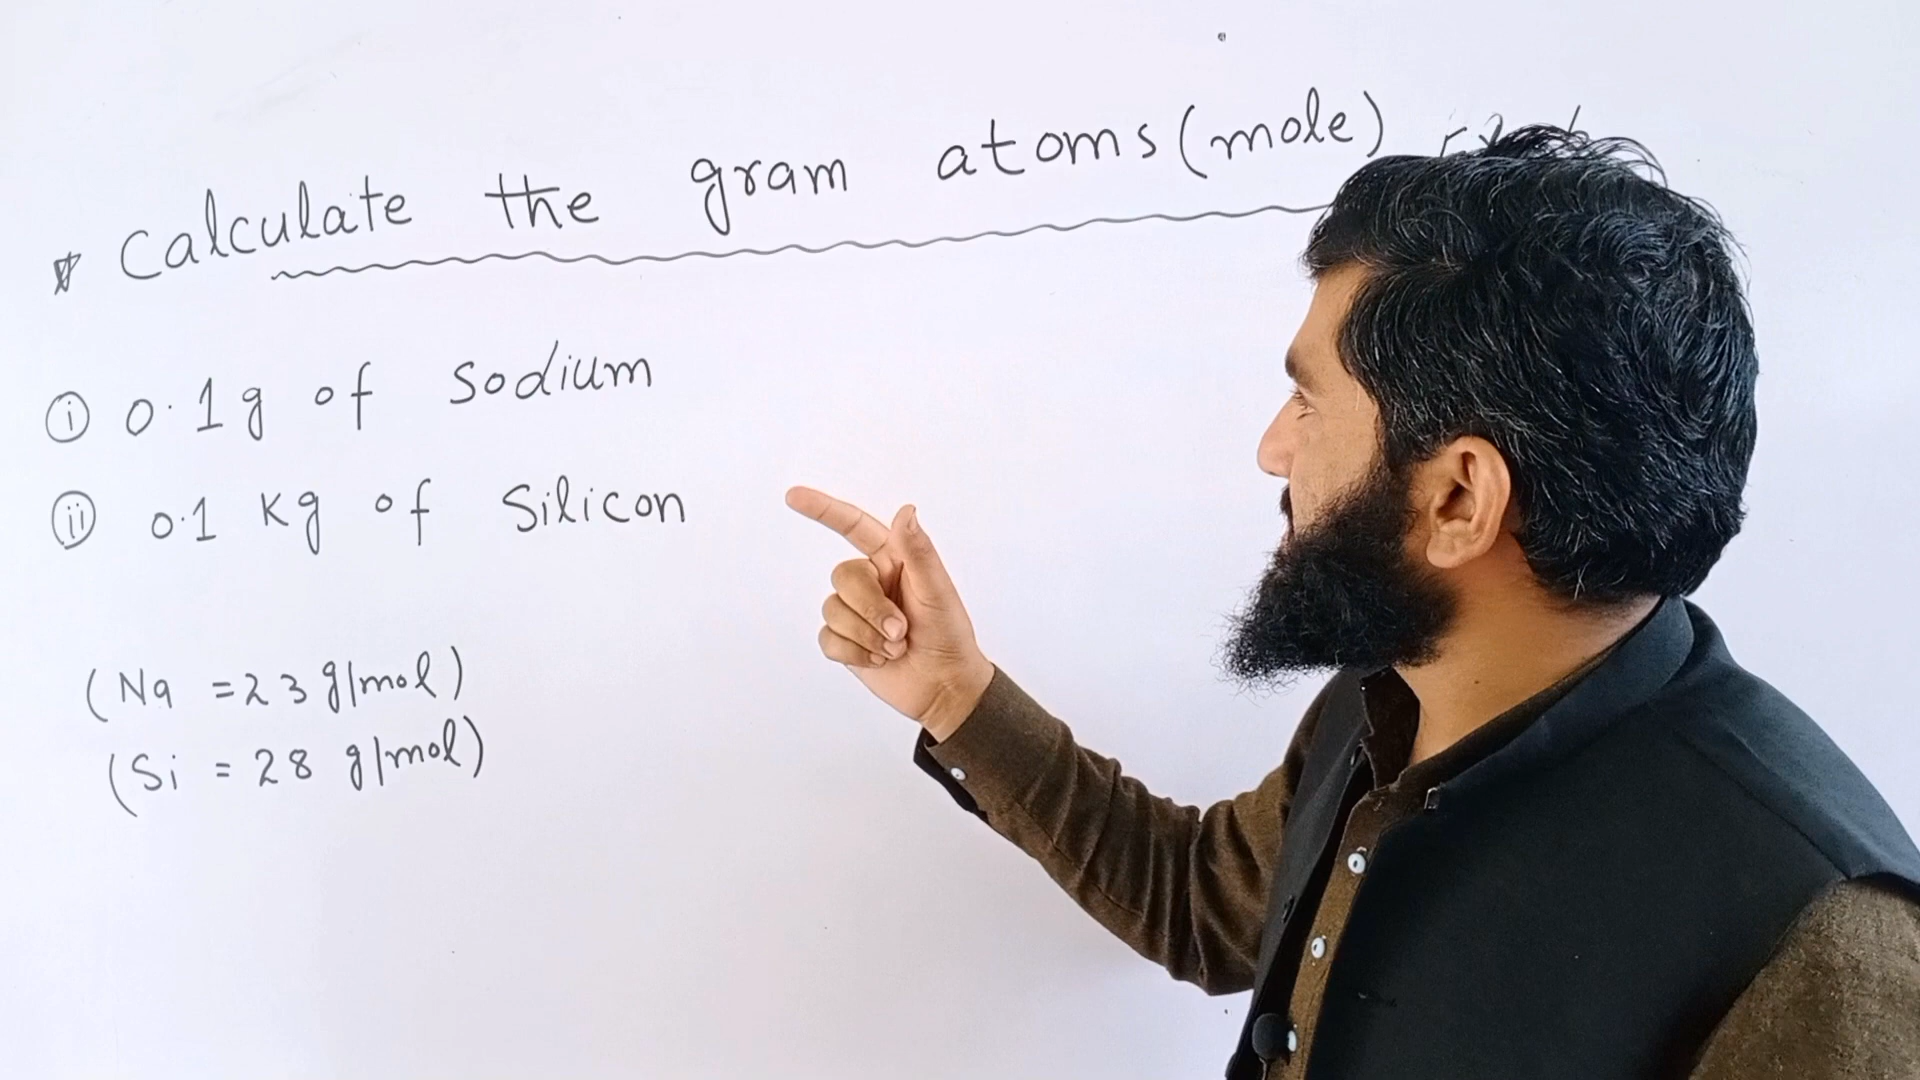 * Calculate the gram atoms (mole)
(i) 0.1g of Sodium
(ii) 0.1 Kg of Silicon
(Na = 23 g/mol)
(Si = 28 g/mol)